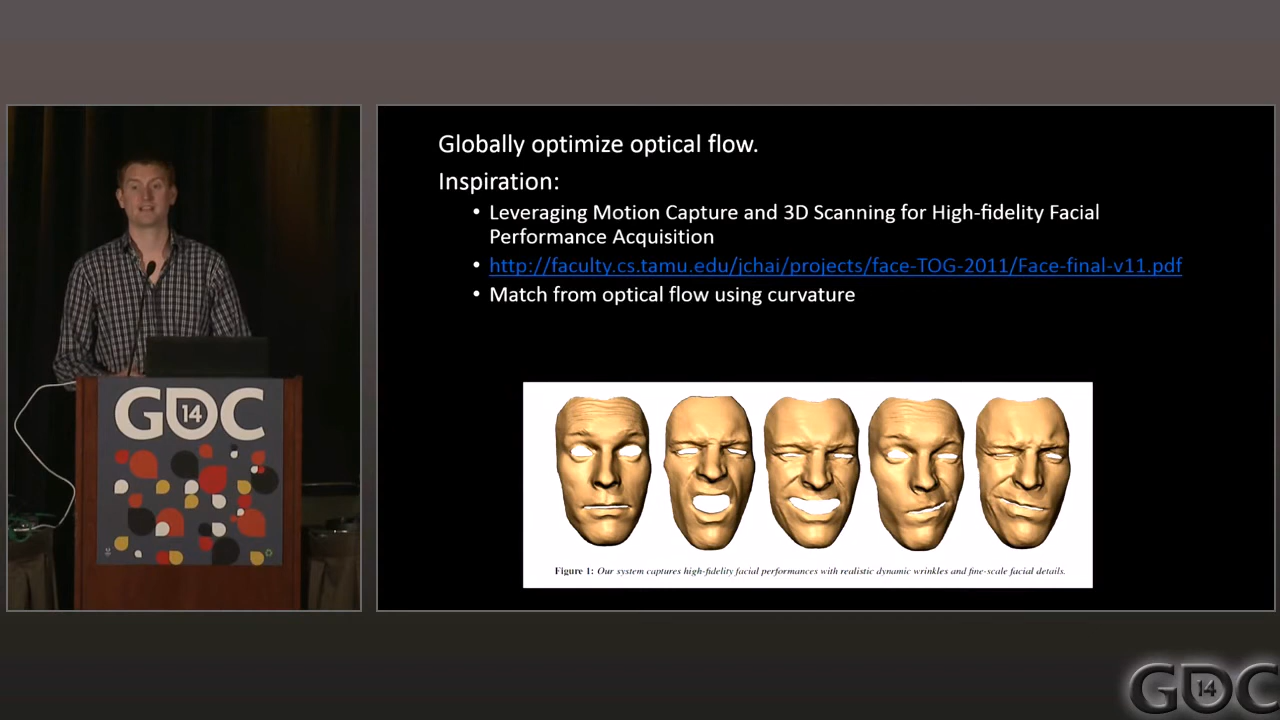 Globally optimize optical flow.
Inspiration:
• Leveraging Motion Capture and 3D Scanning for High-fidelity Facial
Performance Acquisition
• http://faculty.cs.tamu.edu/jchai/projects/face-TOG-2011/Face-final-v11.pdf
• Match from optical flow using curvature
GDC
14
Figure 1: Our system captures high-fidelity facial performances with realistic dynamic wrinkles and fine-scale facial details.
GDC
14